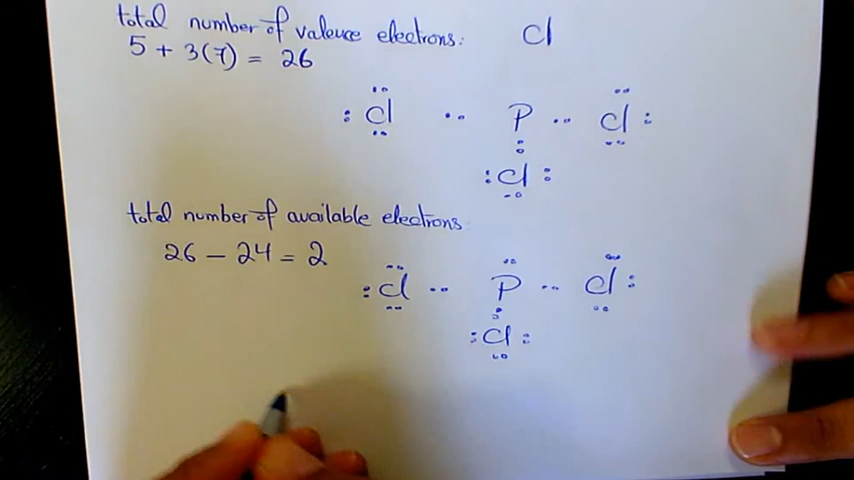 total number of valence electrons: Cl
5 + 3(7) = 26
Cl P Cl
Cl
total number of available electrons
26 - 24 = 2
Cl P Cl
Cl